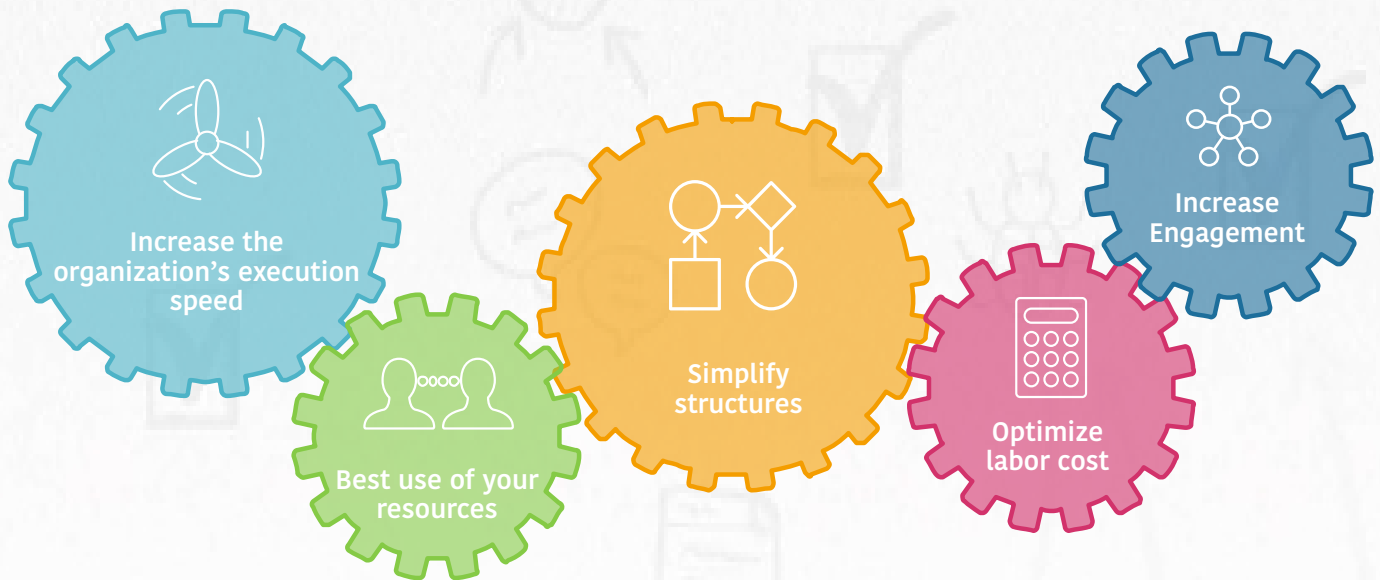 Increase the
organization’s execution
speed
Best use of your
resources
Simplify
structures
Optimize
labor cost
Increase
Engagement